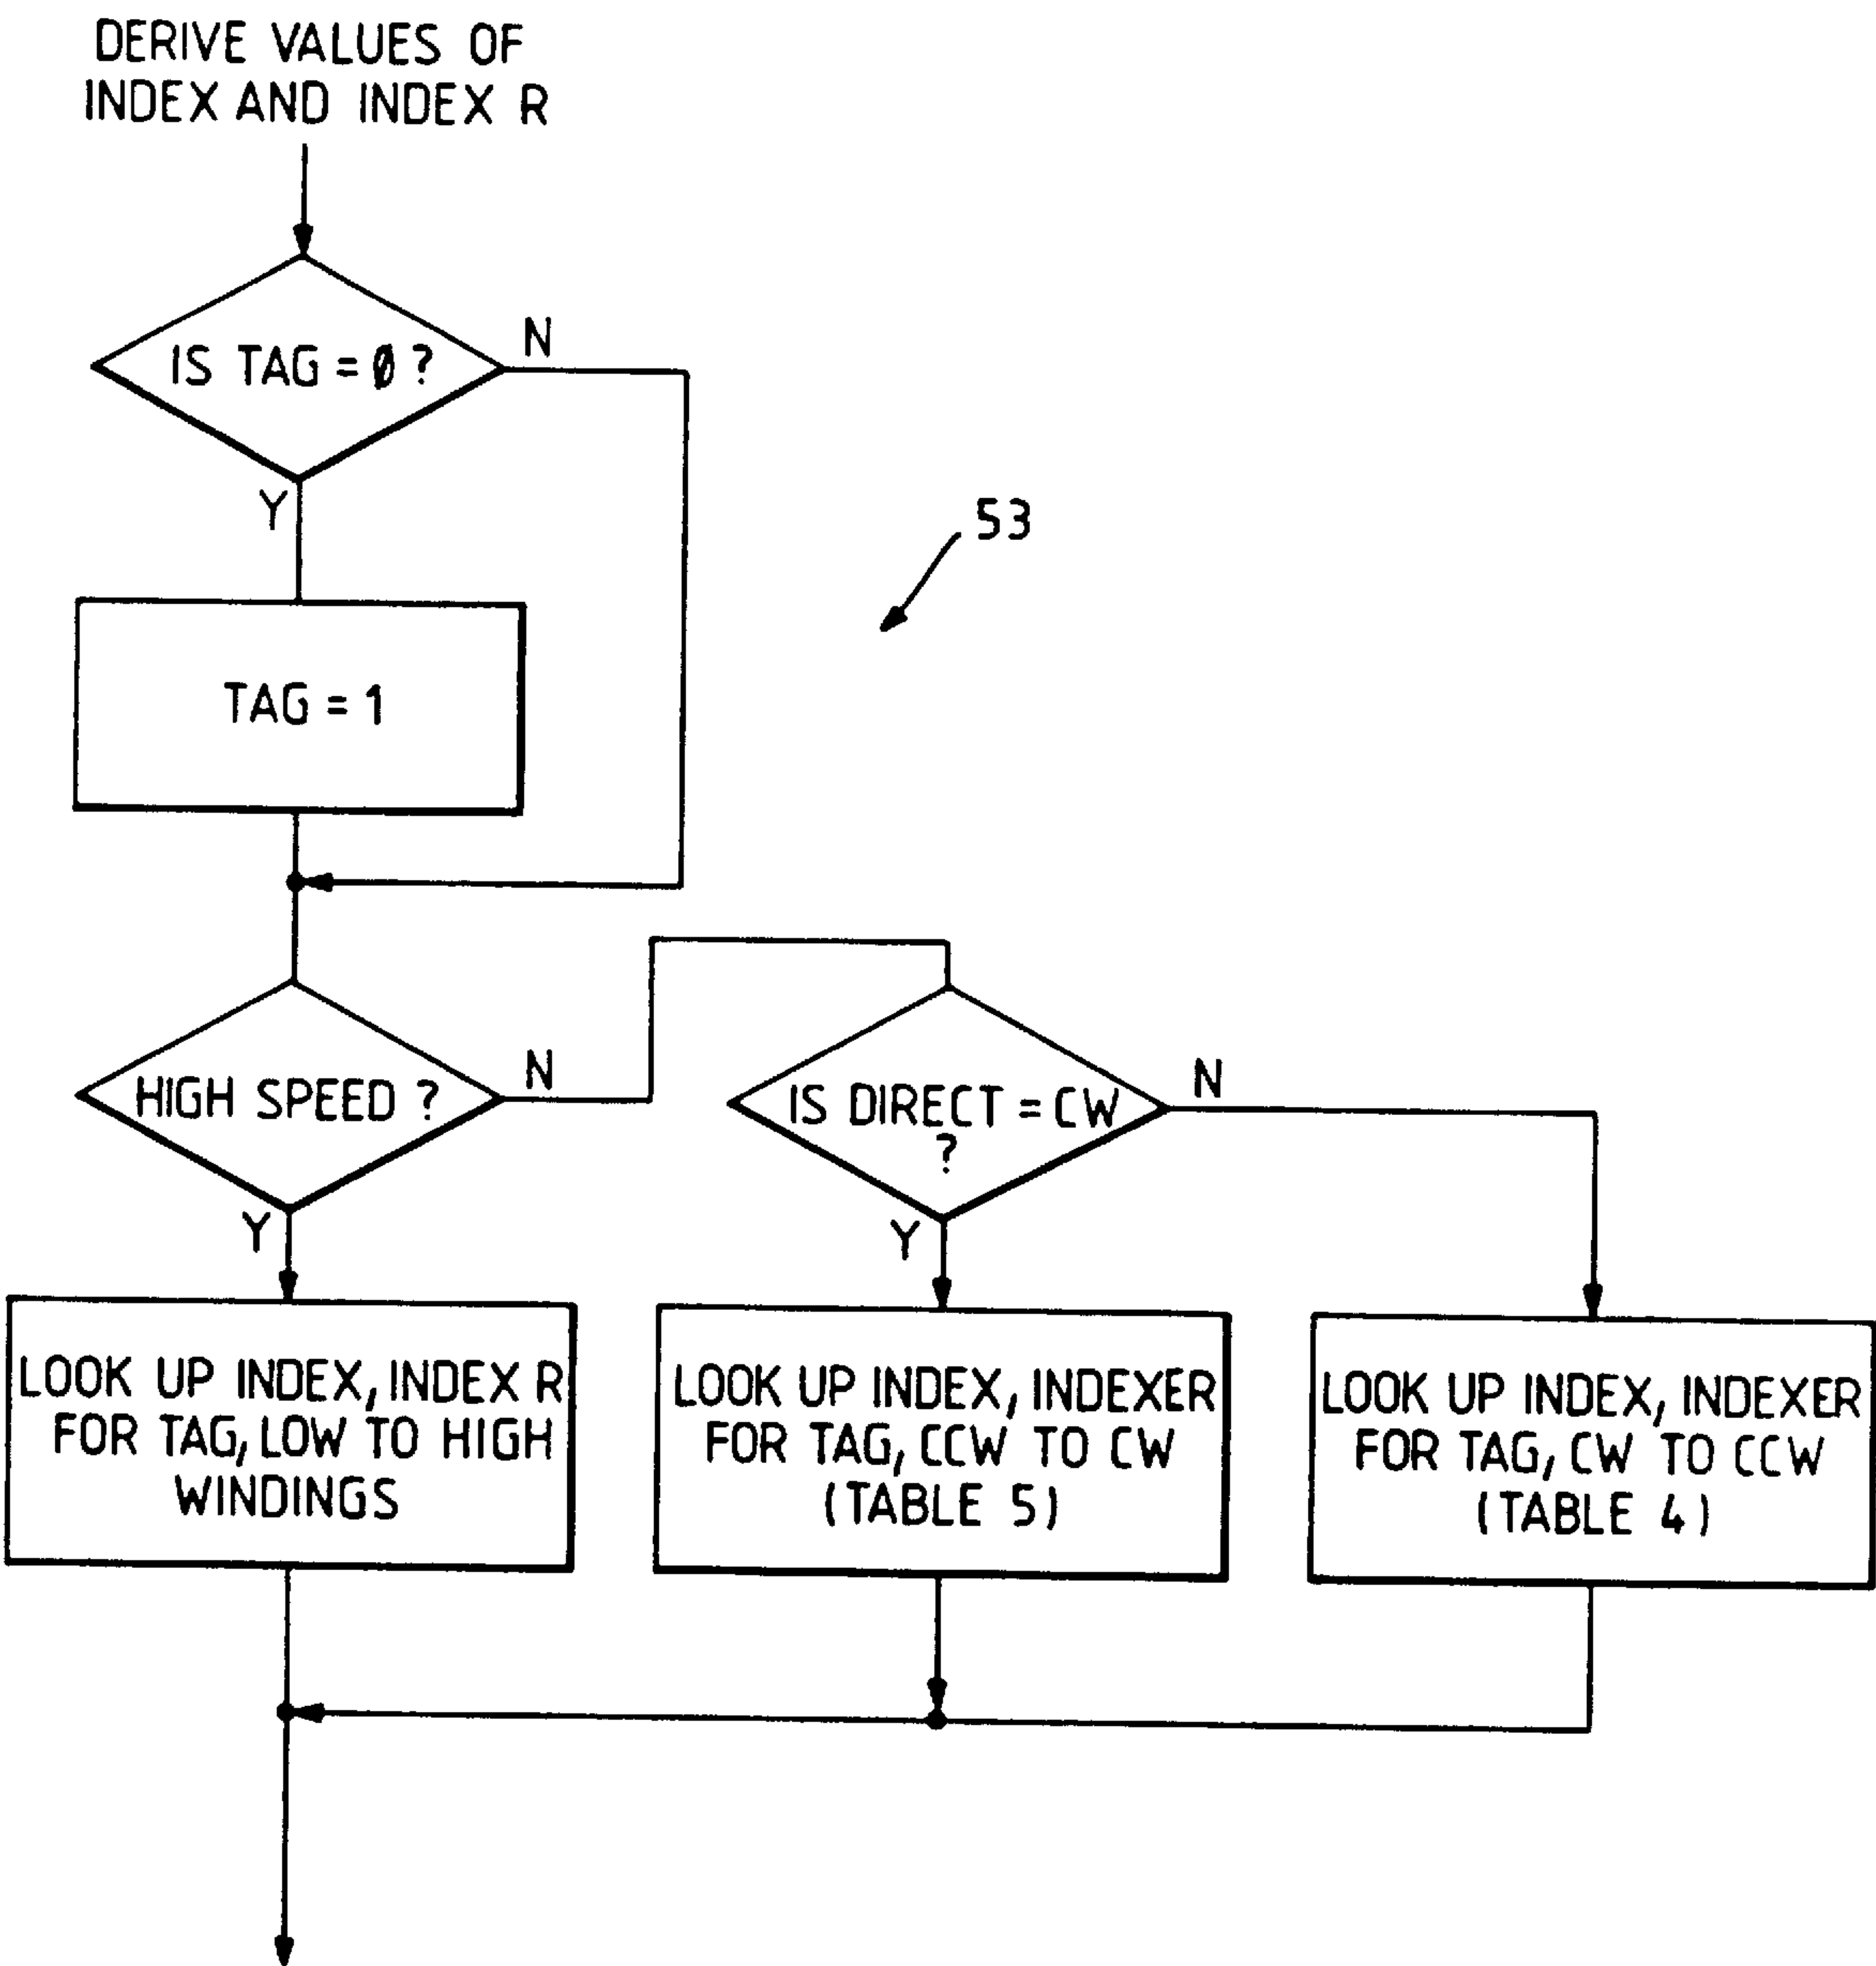 DERIVE VALUES OF
INDEX AND INDEX R
IS TAG = Ø ?
N
Y
53
TAG = 1
HIGH SPEED ?
N
Y
IS DIRECT = CW
?
N
Y
LOOK UP INDEX, INDEX R
FOR TAG, LOW TO HIGH
WINDINGS
LOOK UP INDEX, INDEXER
FOR TAG, CCW TO CW
(TABLE 5)
LOOK UP INDEX, INDEXER
FOR TAG, CW TO CCW
(TABLE 4)